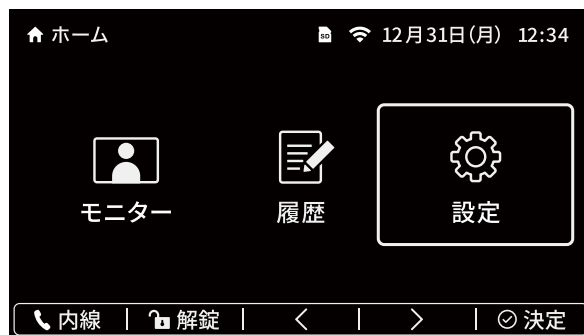 ホーム SD 12月31日(月) 12:34
モニター 履歴 設定
内線 解錠 < > 決定